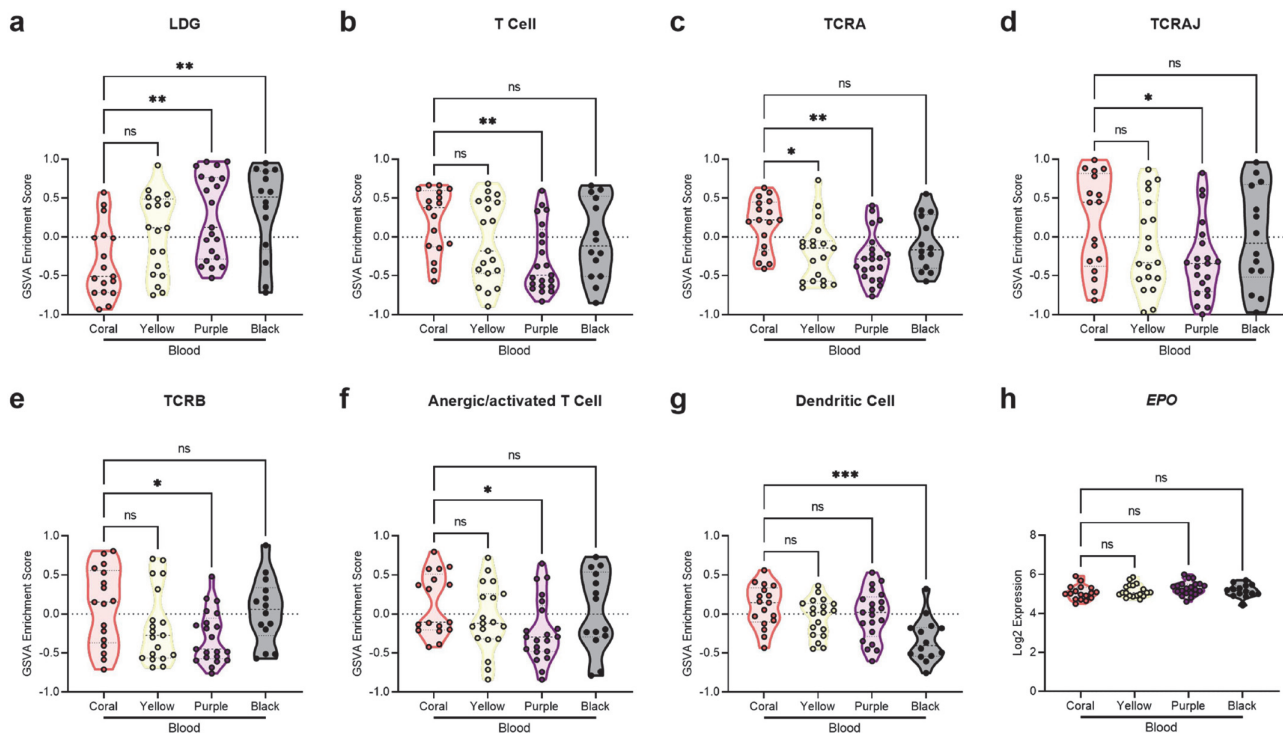 a
LDG
**
**
ns
GSVA Enrichment Score
1.0
0.5
0.0
-0.5
-1.0
Coral Yellow Purple Black
Blood
b
T Cell
ns
**
ns
GSVA Enrichment Score
1.0
0.5
0.0
-0.5
-1.0
Coral Yellow Purple Black
Blood
c
TCRA
ns
**
*
GSVA Enrichment Score
1.0
0.5
0.0
-0.5
-1.0
Coral Yellow Purple Black
Blood
d
TCRAJ
ns
*
ns
GSVA Enrichment Score
1.0
0.5
0.0
-0.5
-1.0
Coral Yellow Purple Black
Blood
e
TCRB
ns
*
ns
GSVA Enrichment Score
1.0
0.5
0.0
-0.5
-1.0
Coral Yellow Purple Black
Blood
f
Anergic/activated T Cell
ns
*
ns
GSVA Enrichment Score
1.0
0.5
0.0
-0.5
-1.0
Coral Yellow Purple Black
Blood
g
Dendritic Cell
***
ns
ns
GSVA Enrichment Score
1.0
0.5
0.0
-0.5
-1.0
Coral Yellow Purple Black
Blood
h
EPO
ns
ns
ns
Log2 Expression
8
6
4
2
0
Coral Yellow Purple Black
Blood